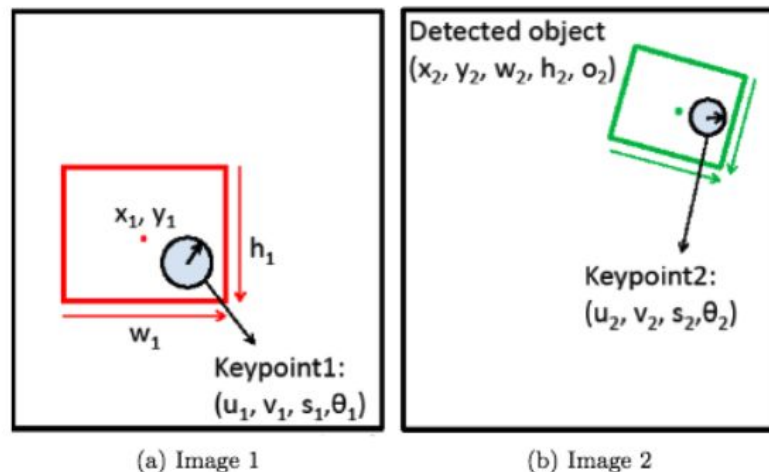 x₁, y₁
h₁
w₁
Keypoint1:
(u₁, v₁, s₁,θ₁)
(a) Image 1
Detected object
(x₂, y₂, w₂, h₂, o₂)
Keypoint2:
(u₂, v₂, s₂,θ₂)
(b) Image 2